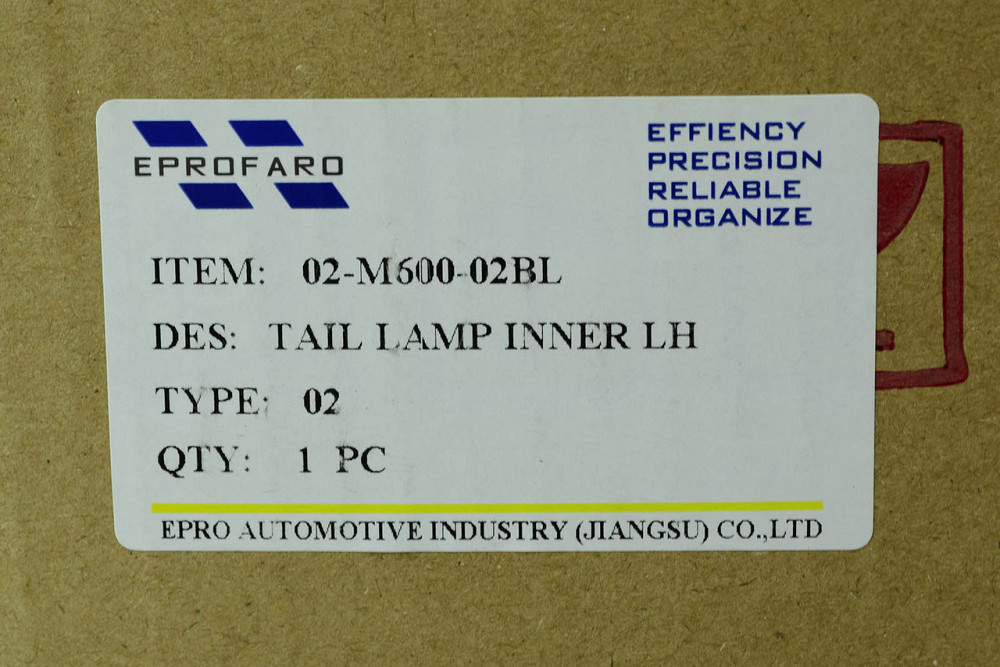 EPROFARO
EFFIENCY
PRECISION
RELIABLE
ORGANIZE
ITEM: 02-M600-02BL
DES: TAIL LAMP INNER LH
TYPE: 02
QTY: 1 PC
EPRO AUTOMOTIVE INDUSTRY (JIANGSU) CO.,LTD